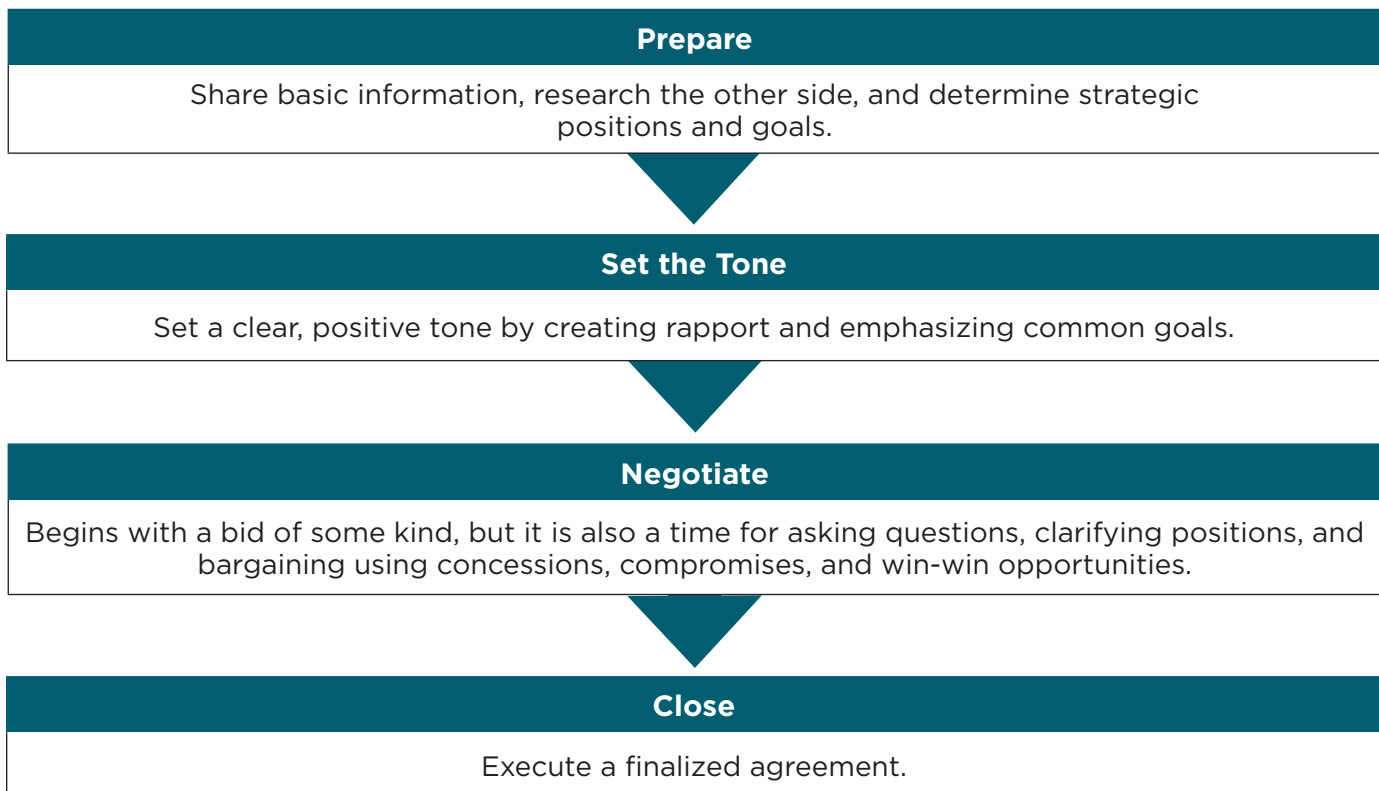 Prepare
Share basic information, research the other side, and determine strategic
positions and goals.
Set the Tone
Set a clear, positive tone by creating rapport and emphasizing common goals.
Negotiate
Begins with a bid of some kind, but it is also a time for asking questions, clarifying positions, and
bargaining using concessions, compromises, and win-win opportunities.
Close
Execute a finalized agreement.